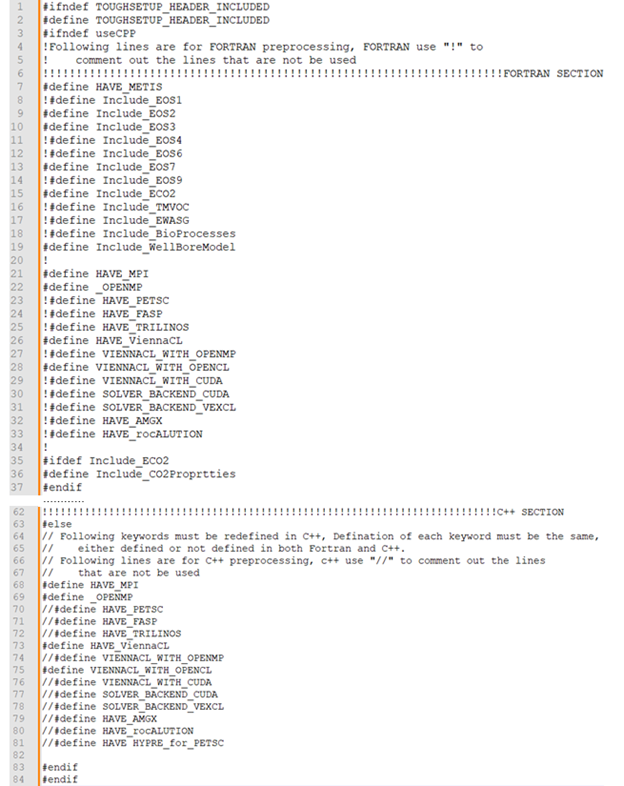 1 #ifndef TOUGHSETUP_HEADER_INCLUDED
2 #define TOUGHSETUP_HEADER_INCLUDED
3 #ifndef useCPP
4 !Following lines are for FORTRAN preprocessing, FORTRAN use "!" to
5 !    comment out the lines that are not be used
6 !!!!!!!!!!!!!!!!!!!!!!!!!!!!!!!!!!!!!!!!!!!!!!!!!!!!!!!!!!!!!!!!!!!!!FORTRAN SECTION
7 #define HAVE_METIS
8 !#define Include_EOS1
9 #define Include_EOS2
10 #define Include_EOS3
11 !#define Include_EOS4
12 !#define Include_EOS6
13 #define Include_EOS7
14 !#define Include_EOS9
15 #define Include_ECO2
16 !#define Include_TMVOC
17 !#define Include_EWASG
18 !#define Include_BioProcesses
19 #define Include_WellBoreModel
20 !
21 #define HAVE_MPI
22 #define _OPENMP
23 !#define HAVE_PETSC
24 !#define HAVE_FASP
25 !#define HAVE_TRILINOS
26 #define HAVE_ViennaCL
27 !#define VIENNACL_WITH_OPENMP
28 #define VIENNACL_WITH_OPENCL
29 !#define VIENNACL_WITH_CUDA
30 !#define SOLVER_BACKEND_CUDA
31 !#define SOLVER_BACKEND_VEXCL
32 !#define HAVE_AMGX
33 !#define HAVE_rocALUTION
34 !
35 #ifdef Include_ECO2
36 #define Include_CO2Proprtties
37 #endif
............
62 !!!!!!!!!!!!!!!!!!!!!!!!!!!!!!!!!!!!!!!!!!!!!!!!!!!!!!!!!!!!!!!!!!!!!!!!!!!C++ SECTION
63 #else
64 // Following keywords must be redefined in C++, Defination of each keyword must be the same,
65 //    either defined or not defined in both Fortran and C++.
66 // Following lines are for C++ preprocessing, c++ use "//" to comment out the lines
67 //    that are not be used
68 #define HAVE_MPI
69 #define _OPENMP
70 //#define HAVE_PETSC
71 //#define HAVE_FASP
72 //#define HAVE_TRILINOS
73 #define HAVE_ViennaCL
74 //#define VIENNACL_WITH_OPENMP
75 #define VIENNACL_WITH_OPENCL
76 //#define VIENNACL_WITH_CUDA
77 //#define SOLVER_BACKEND_CUDA
78 //#define SOLVER_BACKEND_VEXCL
79 //#define HAVE_AMGX
80 //#define HAVE_rocALUTION
81 //#define HAVE HYPRE_for_PETSC
82
83 #endif
84 #endif